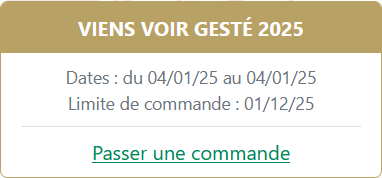 VIENS VOIR GESTÉ 2025
Dates : du 04/01/25 au 04/01/25
Limite de commande : 01/12/25
Passer une commande